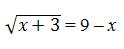 √(x + 3) = 9 − x